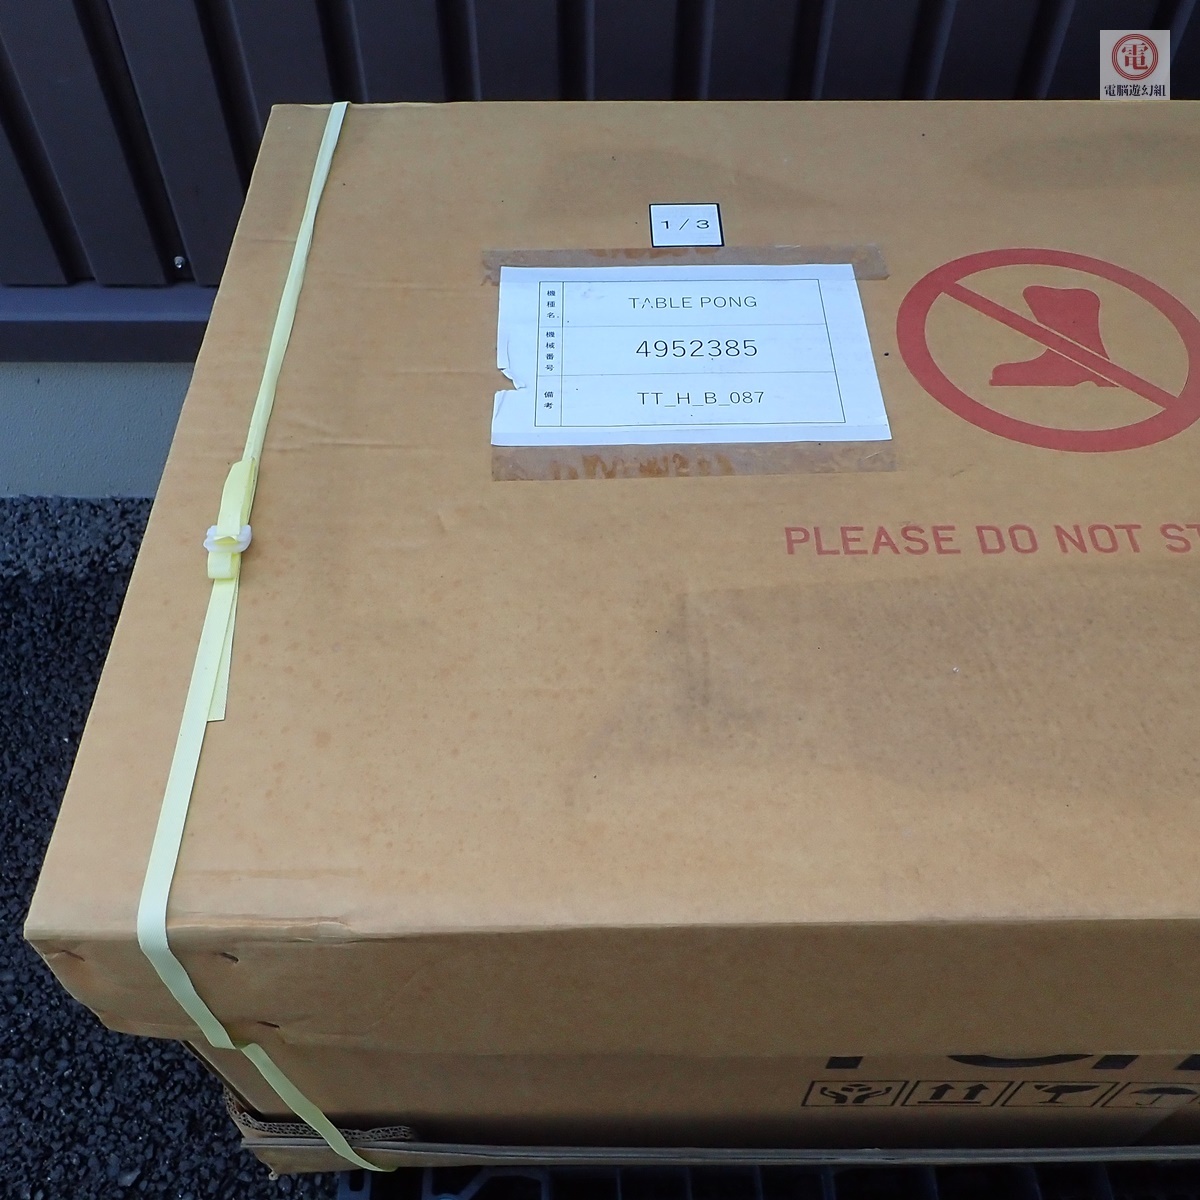 電
電脳遊幻組
1/3
機種名 TABLE PONG
機械番号 4952385
備考 TT_H_B_087
PLEASE DO NOT